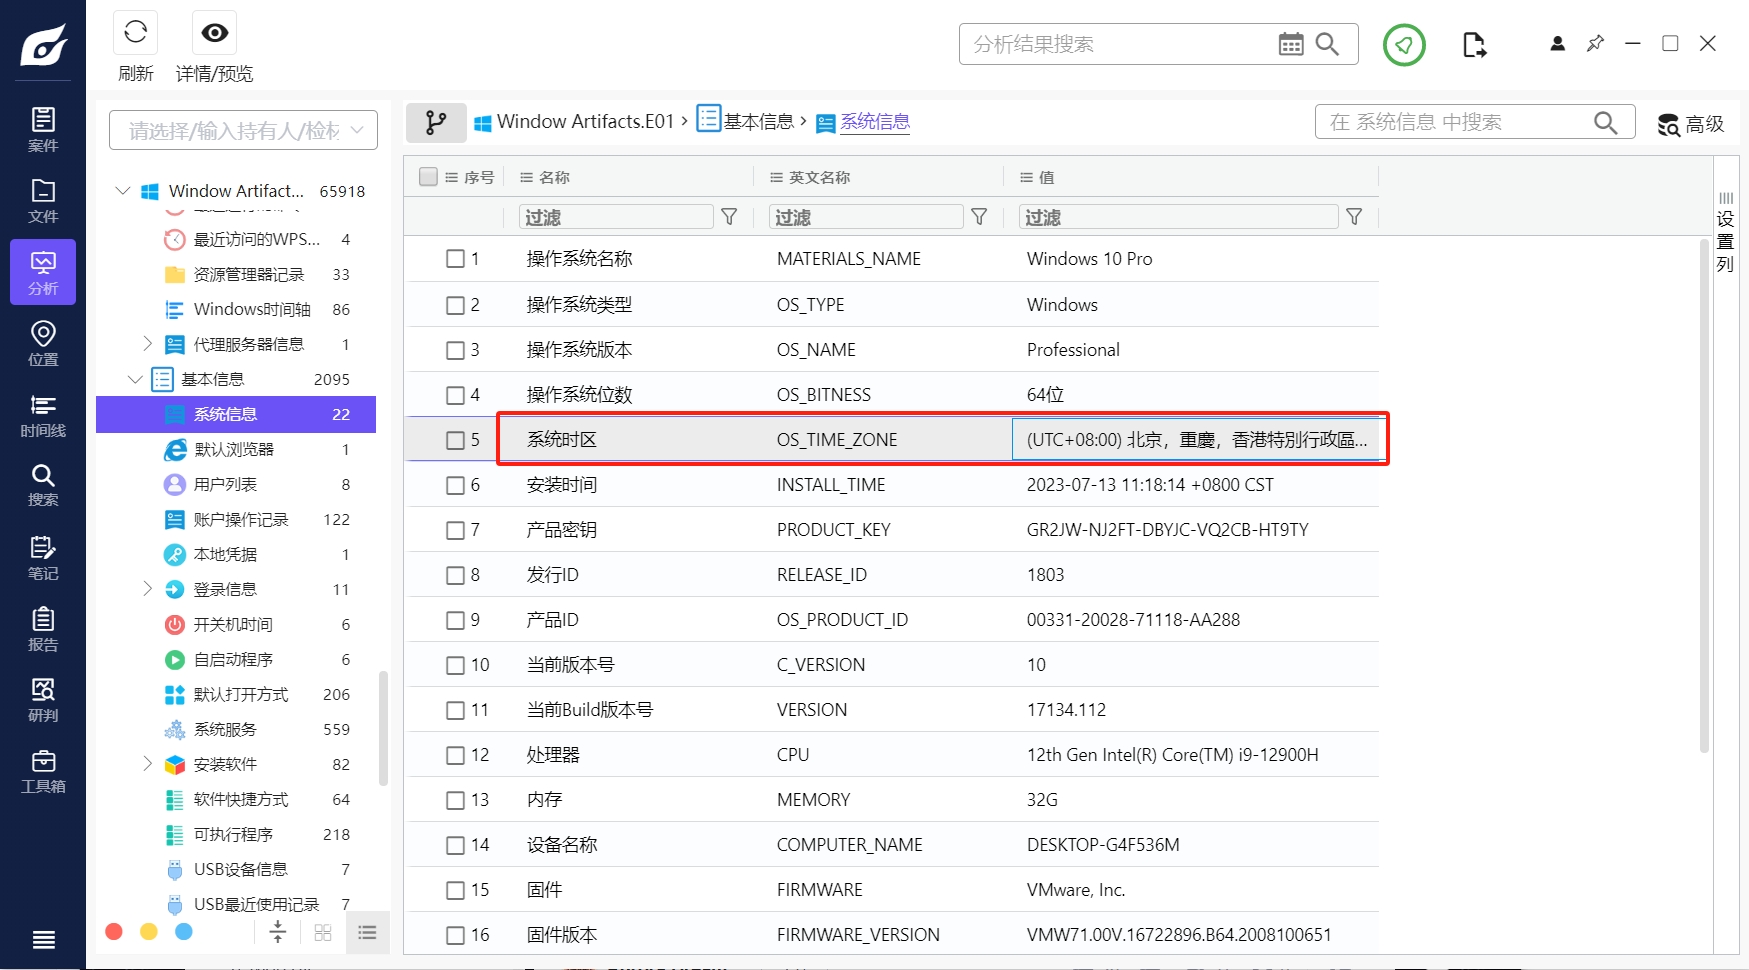 刷新
详情/预览
分析结果搜索
案件
文件
分析
位置
时间线
搜索
笔记
报告
研判
工具箱
请选择/输入持有人/检材
Window Artifact... 65918
最近访问的WPS... 4
资源管理器记录 33
Windows时间轴 86
代理服务器信息 1
基本信息 2095
系统信息 22
默认浏览器 1
用户列表 8
账户操作记录 122
本地凭据 1
登录信息 11
开关机时间 6
自启动程序 6
默认打开方式 206
系统服务 559
安装软件 82
软件快捷方式 64
可执行程序 218
USB设备信息 7
USB最近使用记录 7
Window Artifacts.E01 › 基本信息 › 系统信息
在 系统信息 中搜索
高级
序号 名称 英文名称 值
过滤 过滤 过滤
1 操作系统名称 MATERIALS_NAME Windows 10 Pro
2 操作系统类型 OS_TYPE Windows
3 操作系统版本 OS_NAME Professional
4 操作系统位数 OS_BITNESS 64位
5 系统时区 OS_TIME_ZONE (UTC+08:00) 北京，重慶，香港特別行政區...
6 安装时间 INSTALL_TIME 2023-07-13 11:18:14 +0800 CST
7 产品密钥 PRODUCT_KEY GR2JW-NJ2FT-DBYJC-VQ2CB-HT9TY
8 发行ID RELEASE_ID 1803
9 产品ID OS_PRODUCT_ID 00331-20028-71118-AA288
10 当前版本号 C_VERSION 10
11 当前Build版本号 VERSION 17134.112
12 处理器 CPU 12th Gen Intel(R) Core(TM) i9-12900H
13 内存 MEMORY 32G
14 设备名称 COMPUTER_NAME DESKTOP-G4F536M
15 固件 FIRMWARE VMware, Inc.
16 固件版本 FIRMWARE_VERSION VMW71.00V.16722896.B64.2008100651
设置列